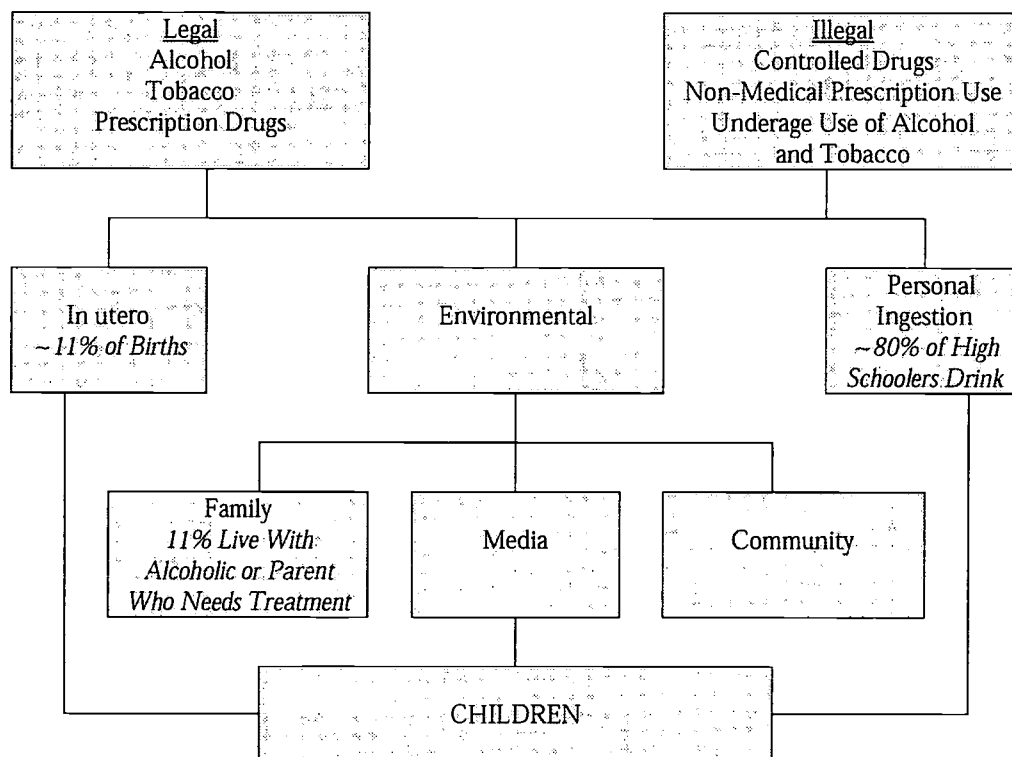 Legal
Alcohol
Tobacco
Prescription Drugs
Illegal
Controlled Drugs
Non-Medical Prescription Use
Underage Use of Alcohol
and Tobacco
In utero
~11% of Births
Environmental
Personal
Ingestion
~80% of High
Schoolers Drink
Family
11% Live With
Alcoholic or Parent
Who Needs Treatment
Media
Community
CHILDREN